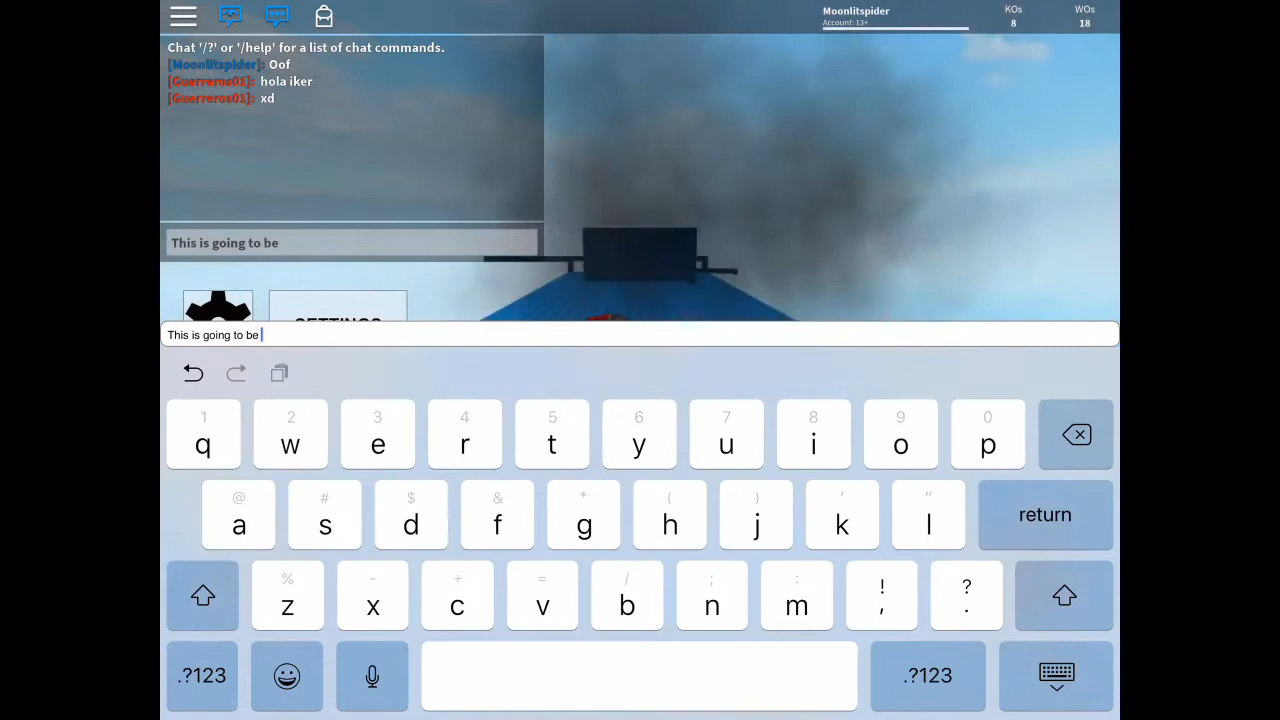 Moonlitspider
Account: 13+
KOs
8
WOs
18
Chat '/?' or '/help' for a list of chat commands.
[Moonlitspider]: Oof
[Guerreros01]: hola iker
[Guerreros01]: xd
This is going to be
SETTINGS
This is going to be
1 2 3 4 5 6 7 8 9 0
q w e r t y u i o p
@ # $ & * ( ) ' "
a s d f g h j k l return
% - + = / ; : ! ?
z x c v b n m , .
.?123 .?123